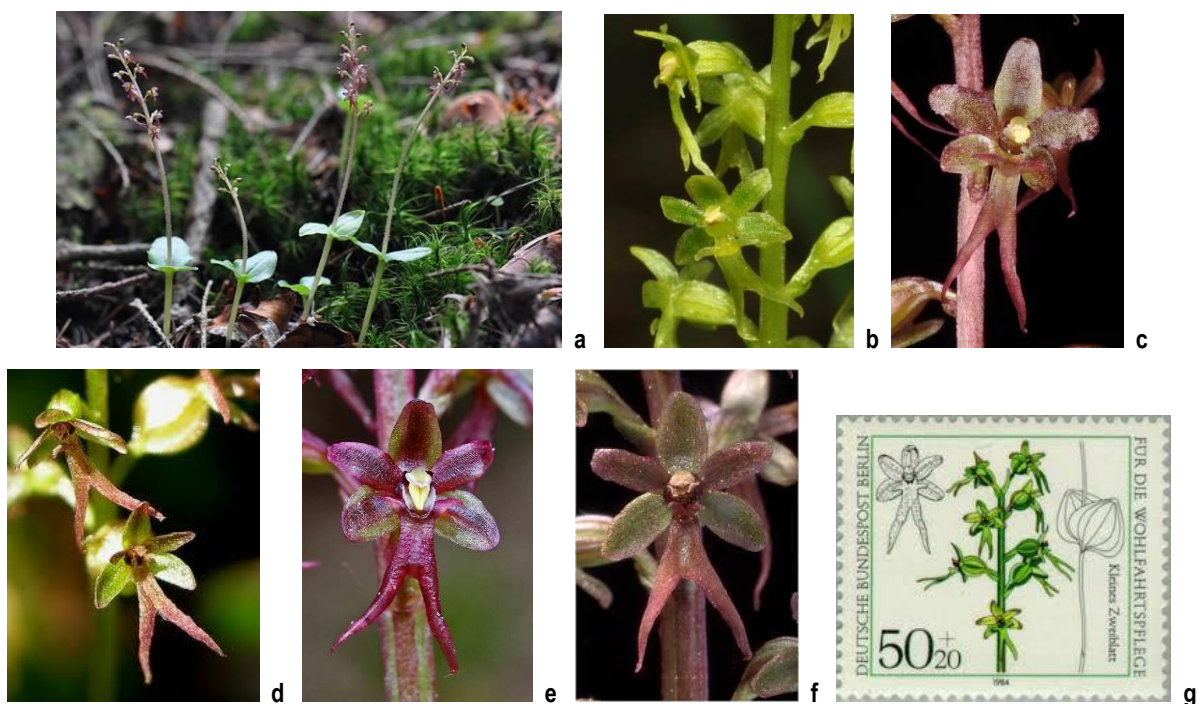 a
b
c
d
e
f
DEUTSCHE BUNDESPOST BERLIN
FÜR DIE WOHLFAHRTSPFLEGE
Kleines Zweiblatt
50+20
1984
g